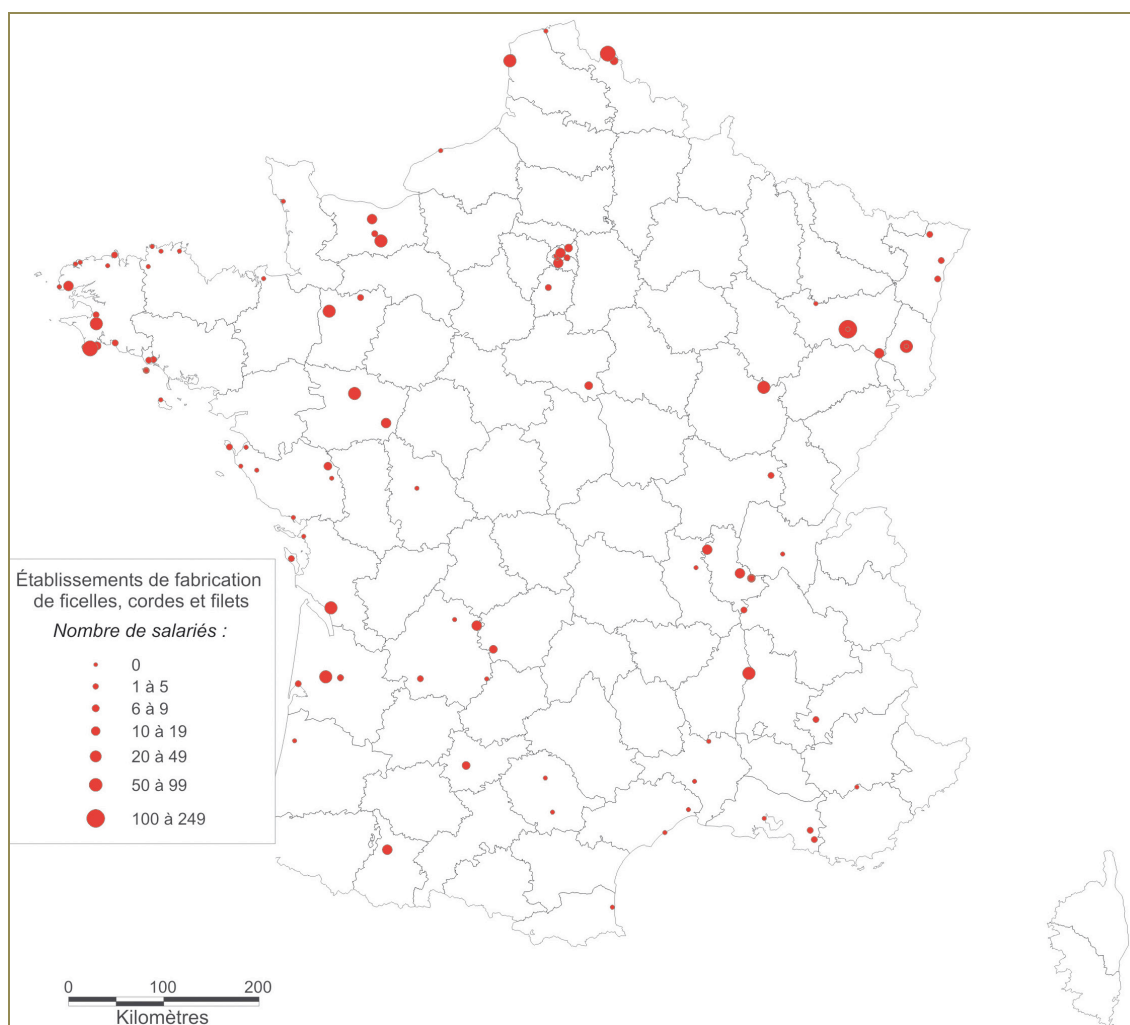 Établissements de fabrication
de ficelles, cordes et filets
Nombre de salariés :
0
1 à 5
6 à 9
10 à 19
20 à 49
50 à 99
100 à 249
0 100 200
Kilomètres